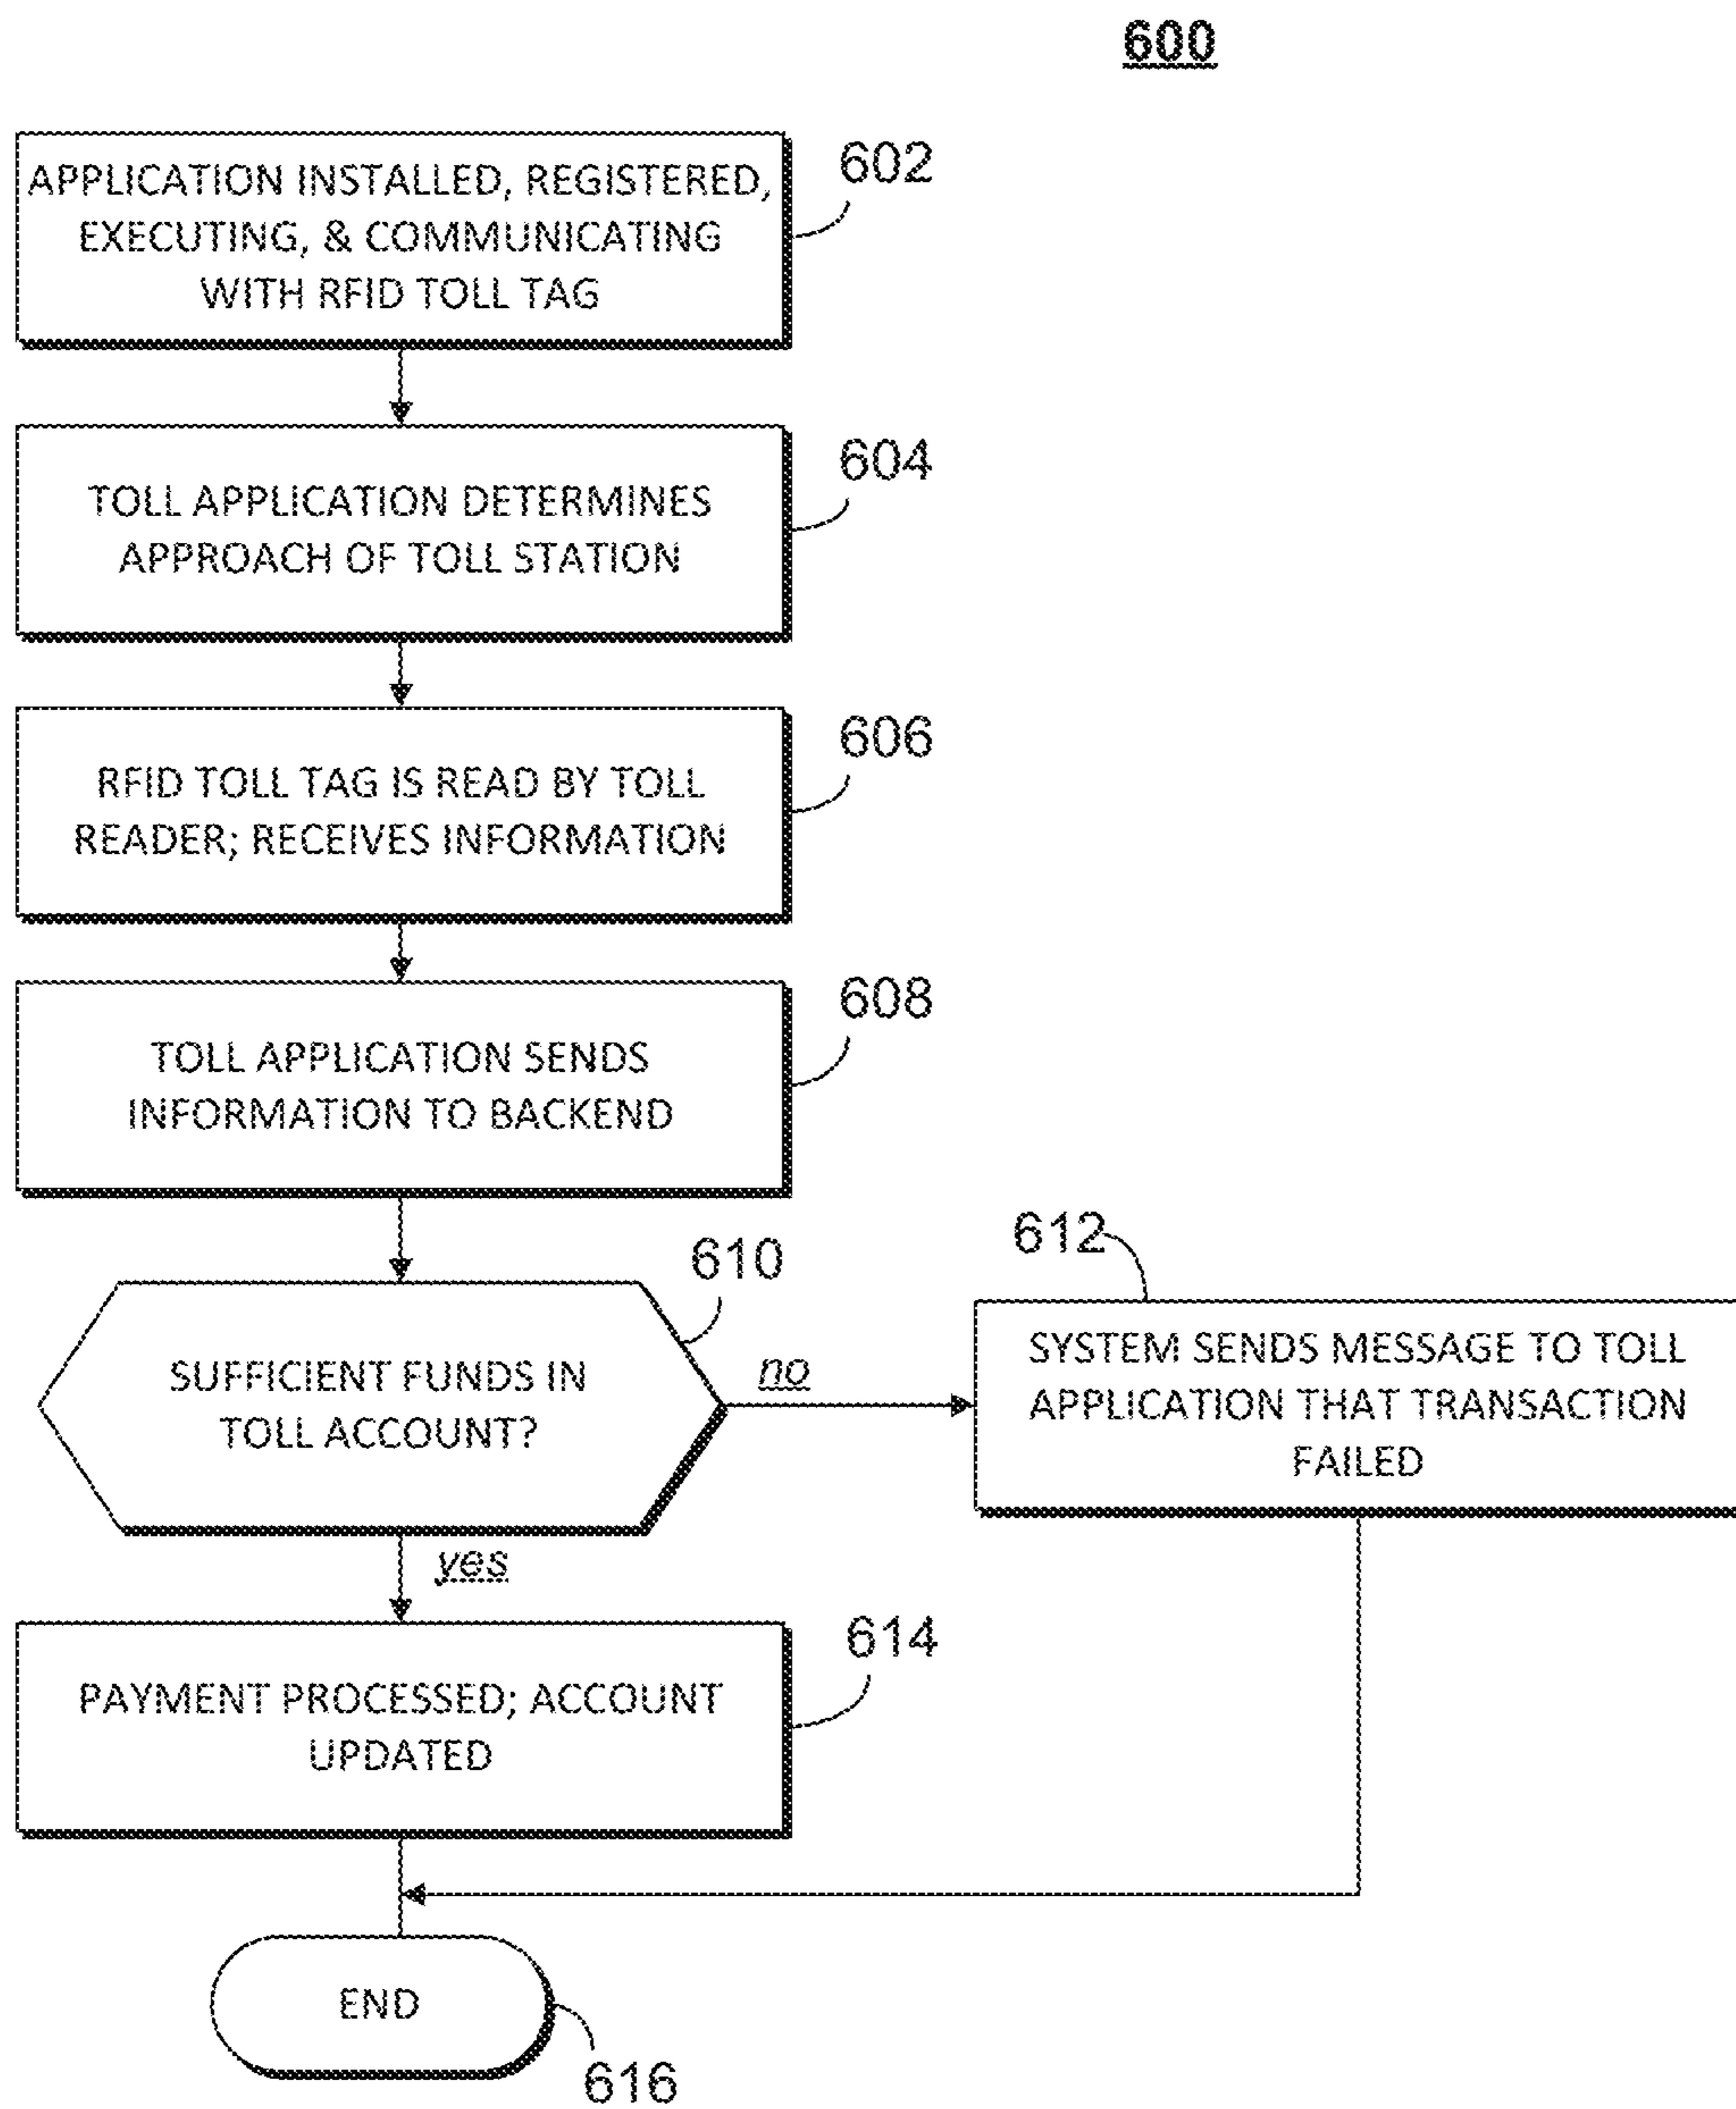 600
APPLICATION INSTALLED, REGISTERED,
EXECUTING, & COMMUNICATING
WITH RFID TOLL TAG
602
TOLL APPLICATION DETERMINES
APPROACH OF TOLL STATION
604
RFID TOLL TAG IS READ BY TOLL
READER; RECEIVES INFORMATION
606
TOLL APPLICATION SENDS
INFORMATION TO BACKEND
608
SUFFICIENT FUNDS IN
TOLL ACCOUNT?
610
no
612
SYSTEM SENDS MESSAGE TO TOLL
APPLICATION THAT TRANSACTION
FAILED
yes
PAYMENT PROCESSED; ACCOUNT
UPDATED
614
END
616